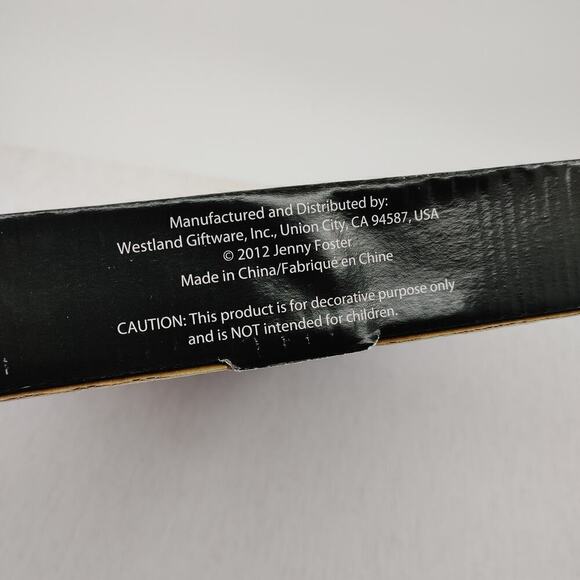 Manufactured and Distributed by:
Westland Giftware, Inc., Union City, CA 94587, USA
© 2012 Jenny Foster
Made in China/Fabriqué en Chine
CAUTION: This product is for decorative purpose only
and is NOT intended for children.